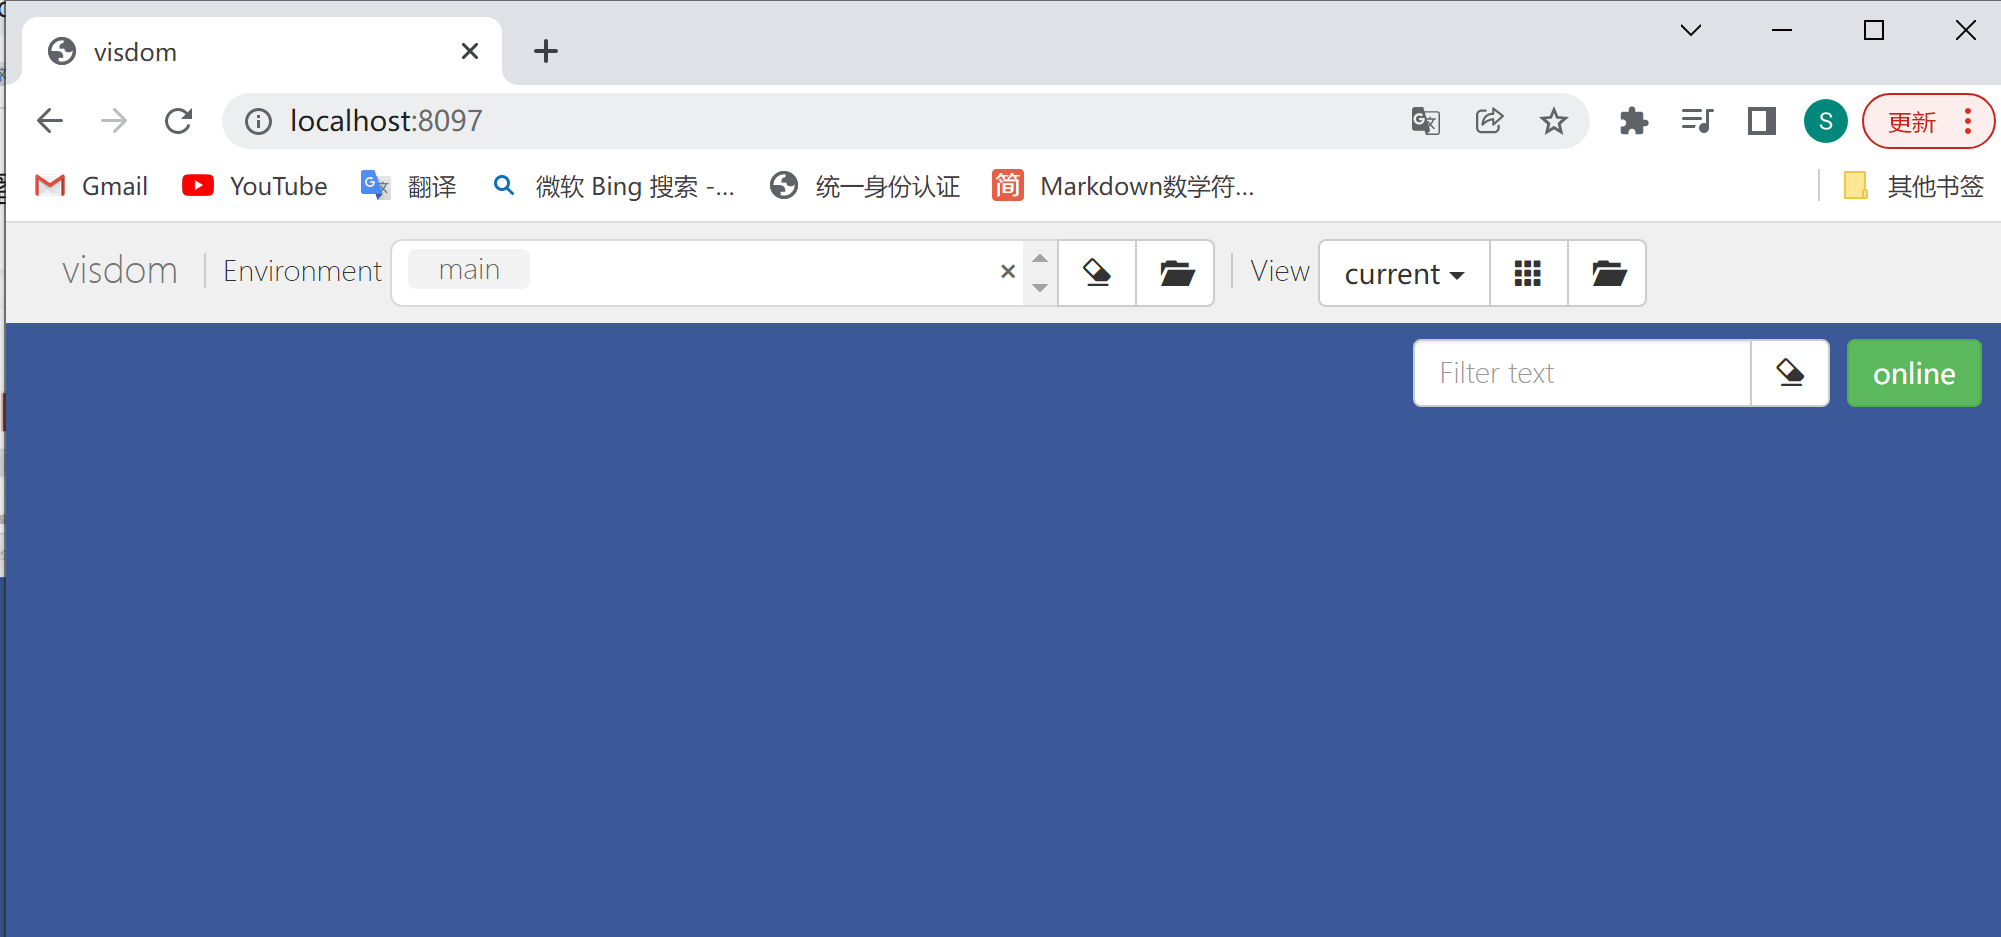 visdom
localhost:8097
S
更新
Gmail
YouTube
翻译
微软 Bing 搜索 -...
统一身份认证
简
Markdown数学符...
其他书签
visdom
Environment
main
View
current
Filter text
online